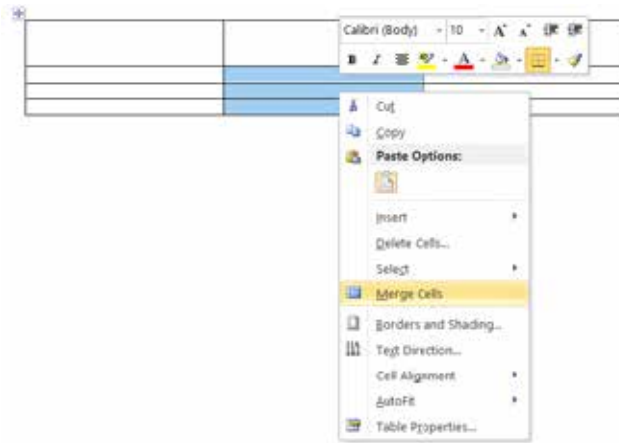 Calibri (Body) 10 A A
B I A
Cut
Copy
Paste Options:
Insert
Delete Cells...
Select
Merge Cells
Borders and Shading...
Text Direction...
Cell Alignment
AutoFit
Table Properties...